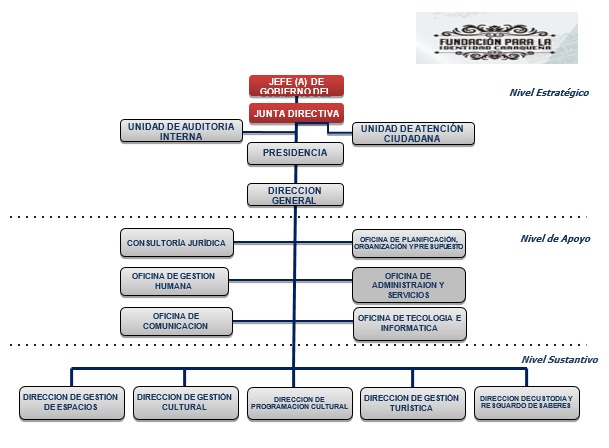 FUNDACIÓN PARA LA
IDENTIDAD CARAQUEÑA
Nivel Estratégico
JEFE (A) DE
GOBIERNO DEL
JUNTA DIRECTIVA
UNIDAD DE AUDITORIA
INTERNA
UNIDAD DE ATENCIÓN
CIUDADANA
PRESIDENCIA
DIRECCION
GENERAL
Nivel de Apoyo
CONSULTORÍA JURÍDICA
OFICINA DE PLANIFICACIÓN,
ORGANIZACIÓN Y PRESUPUESTO
OFICINA DE GESTION
HUMANA
OFICINA DE
ADMINISTRAION Y
SERVICIOS
OFICINA DE
COMUNICACION
OFICINA DE TECOLOGIA E
INFORMATICA
Nivel Sustantivo
DIRECCION DE GESTIÓN
DE ESPACIOS
DIRECCION DE GESTIÓN
CULTURAL
DIRECCION DE
PROGRAMACION CULTURAL
DIRECCION DE GESTIÓN
TURÍSTICA
DIRECCION DE CUSTODIA Y
RESGUARDO DE SABERES